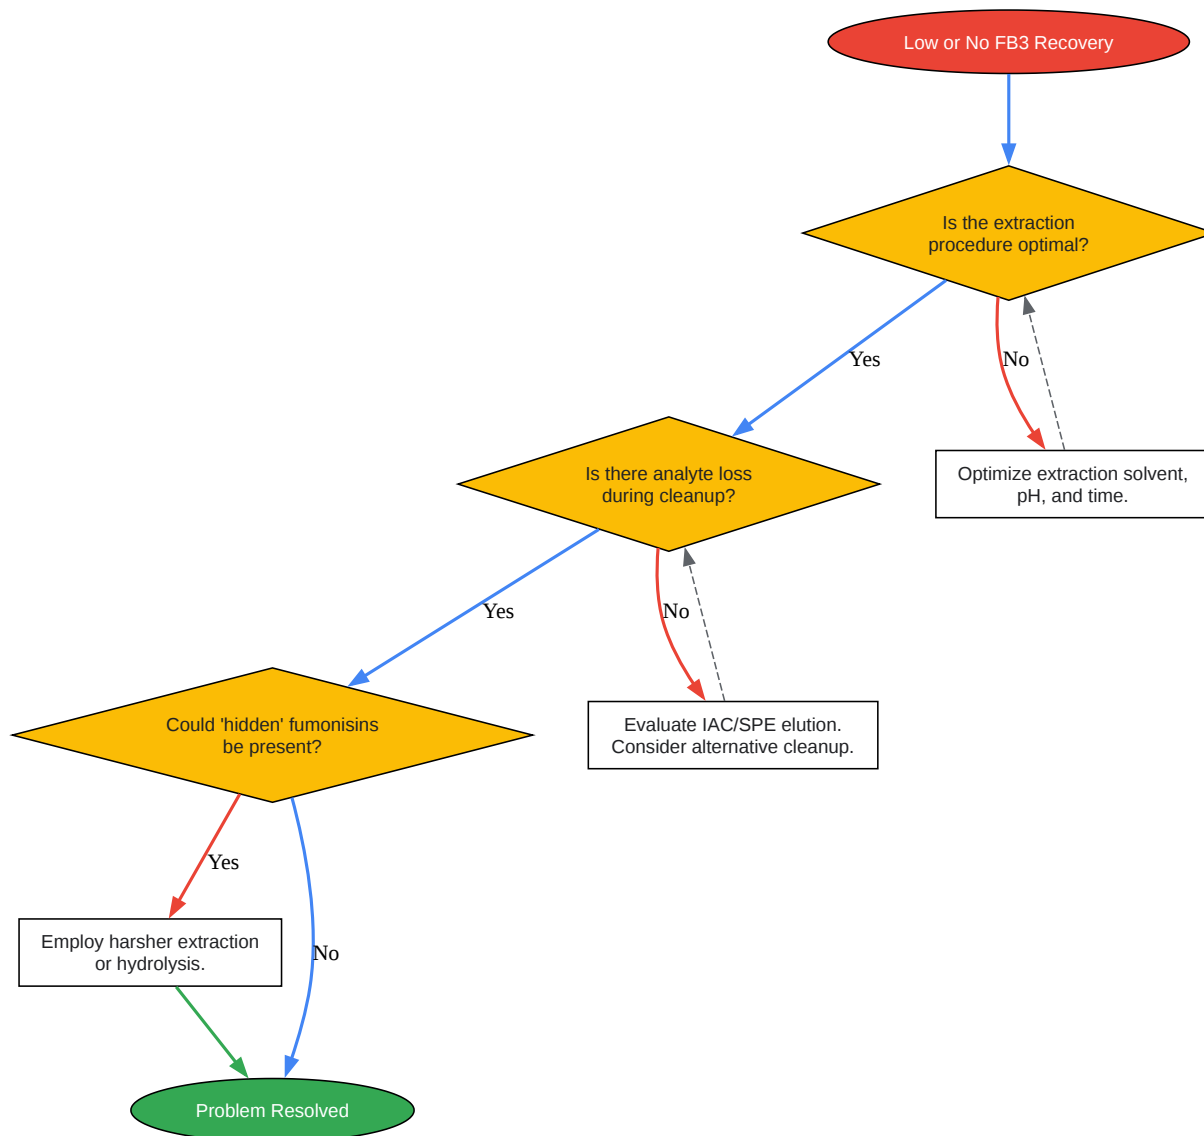 Low or No FB3 Recovery
Is the extraction
procedure optimal?
Yes
No
Optimize extraction solvent,
pH, and time.
Is there analyte loss
during cleanup?
Yes
No
Evaluate IAC/SPE elution.
Consider alternative cleanup.
Could 'hidden' fumonisins
be present?
Yes
No
Employ harsher extraction
or hydrolysis.
Problem Resolved